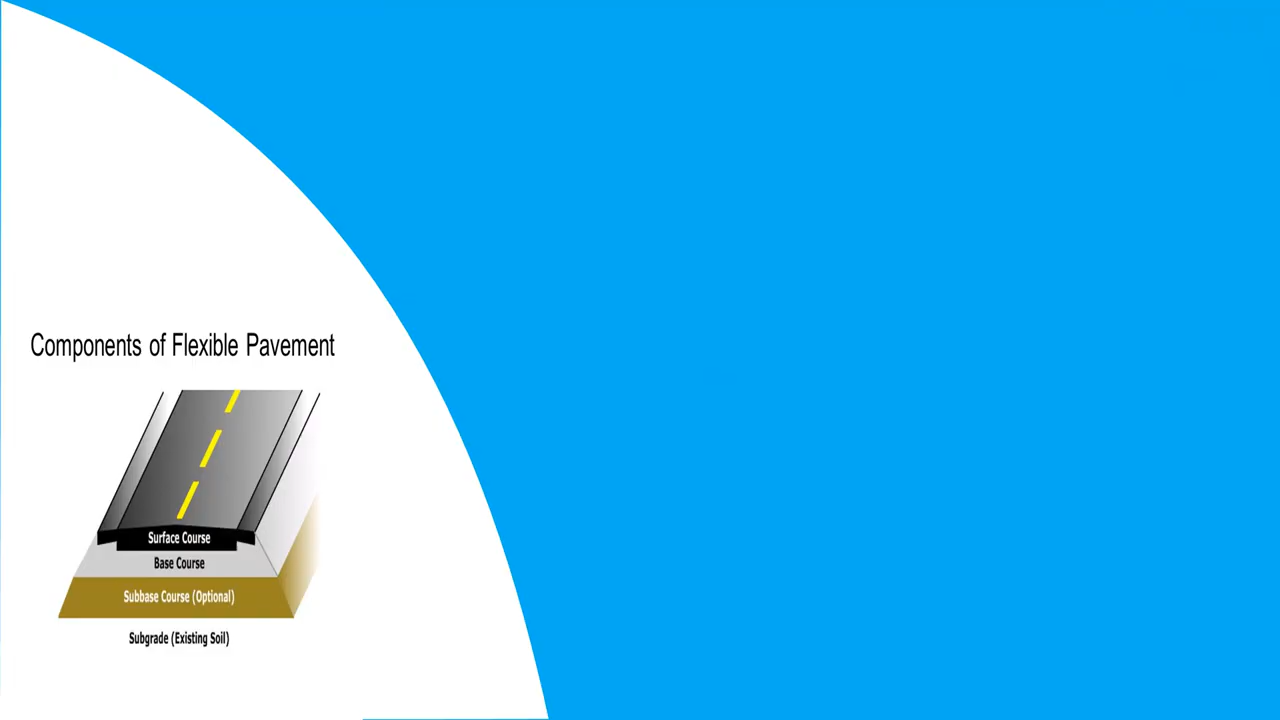 Components of Flexible Pavement
Surface Course
Base Course
Subbase Course (Optional)
Subgrade (Existing Soil)